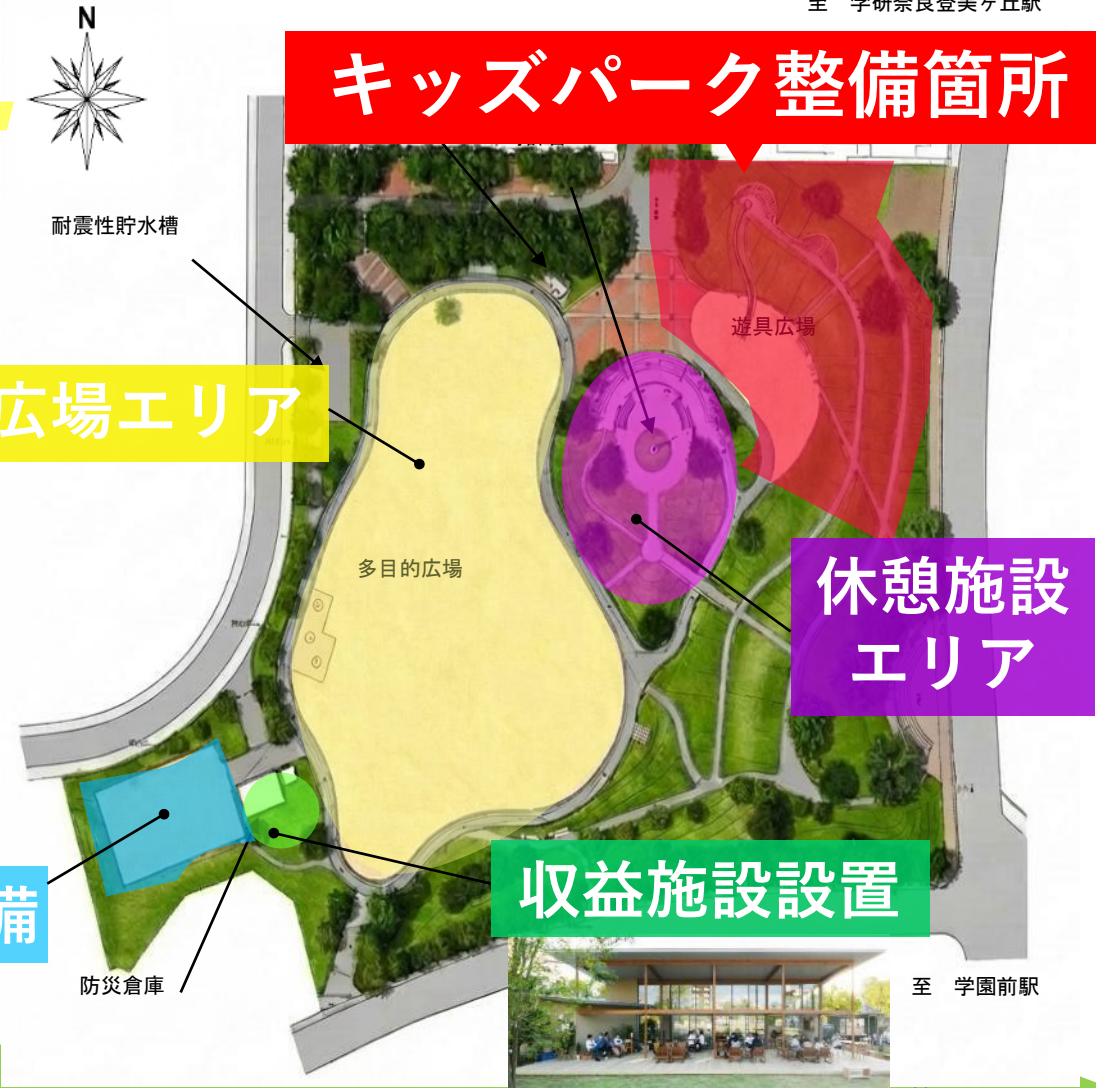 至　学研奈良登美ヶ丘駅
N
キッズパーク整備箇所
耐震性貯水槽
遊具広場
広場エリア
多目的広場
休憩施設
エリア
収益施設設置
備
防災倉庫
至　学園前駅